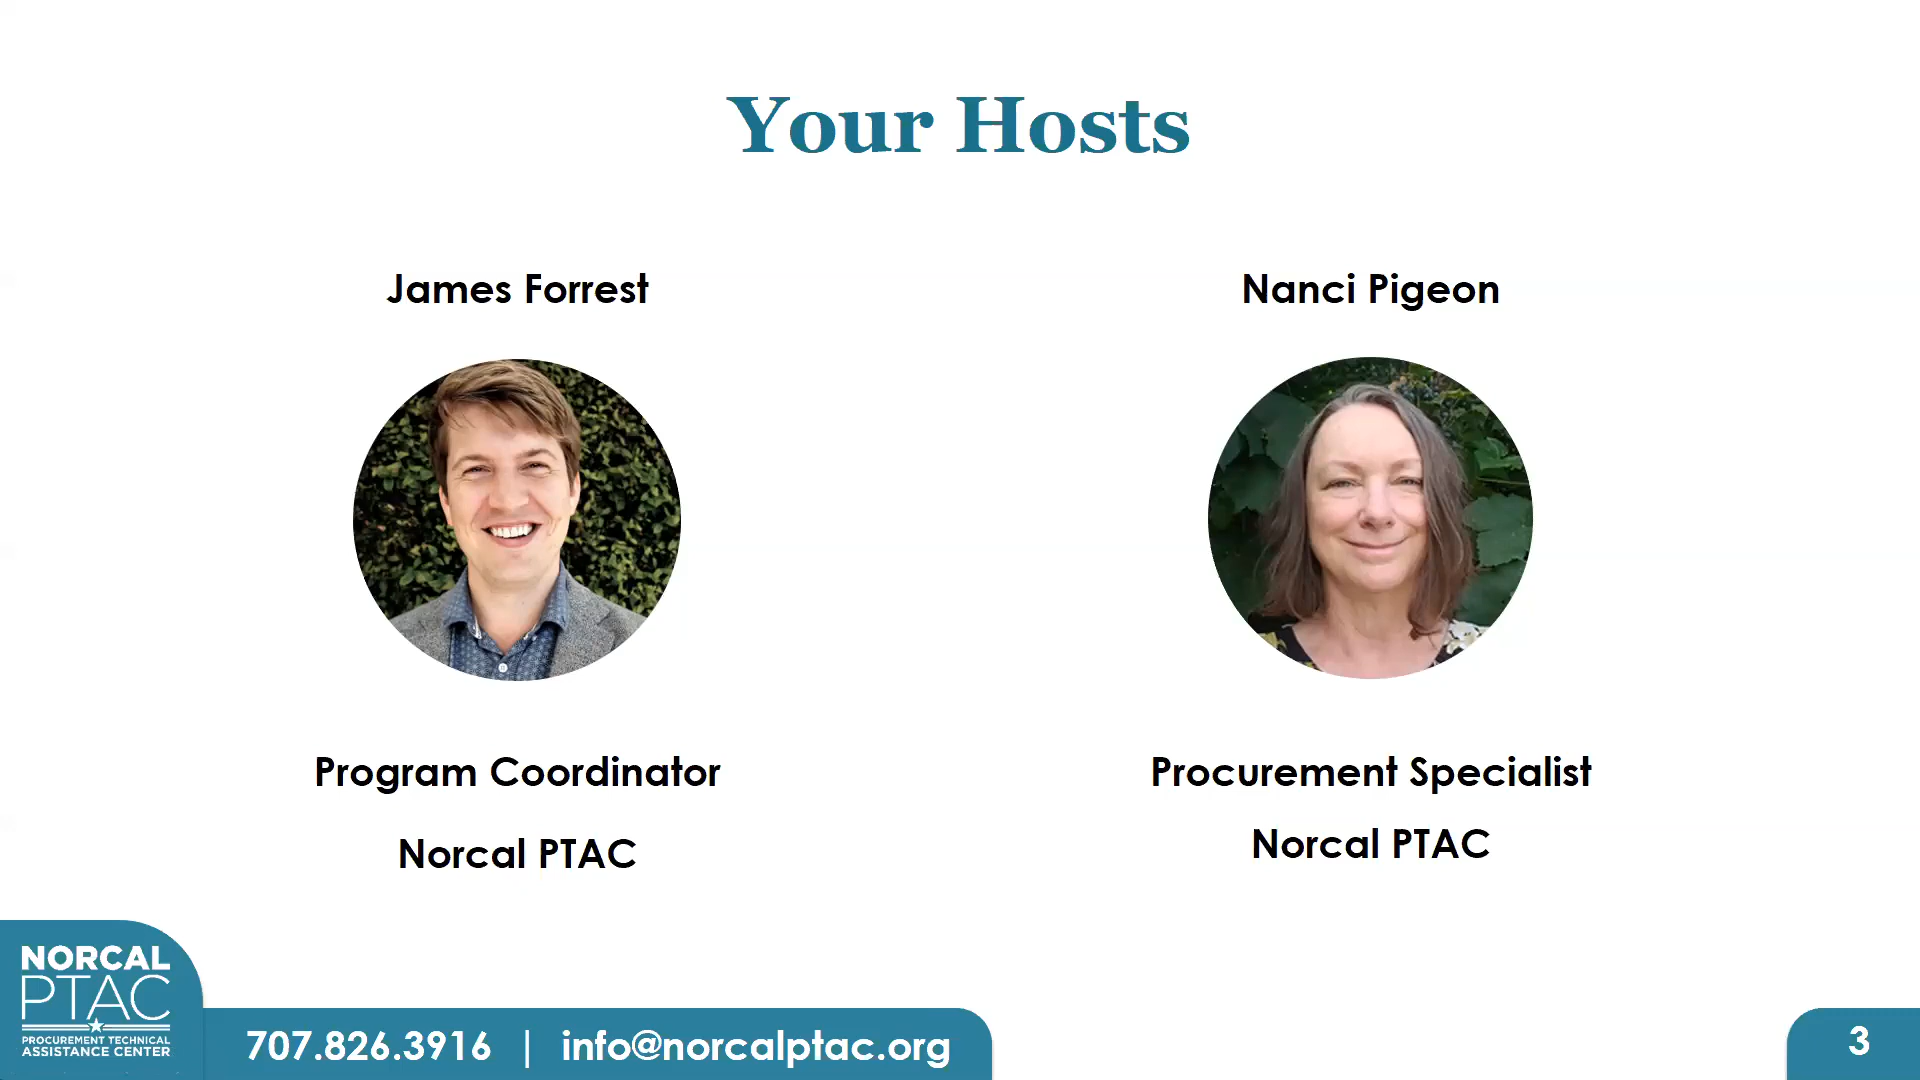 Your Hosts
James Forrest
Nanci Pigeon
Program Coordinator
Procurement Specialist
Norcal PTAC
Norcal PTAC
NORCAL
PTAC
PROCUREMENT TECHNICAL
ASSISTANCE CENTER
707.826.3916 | info@norcalptac.org
3